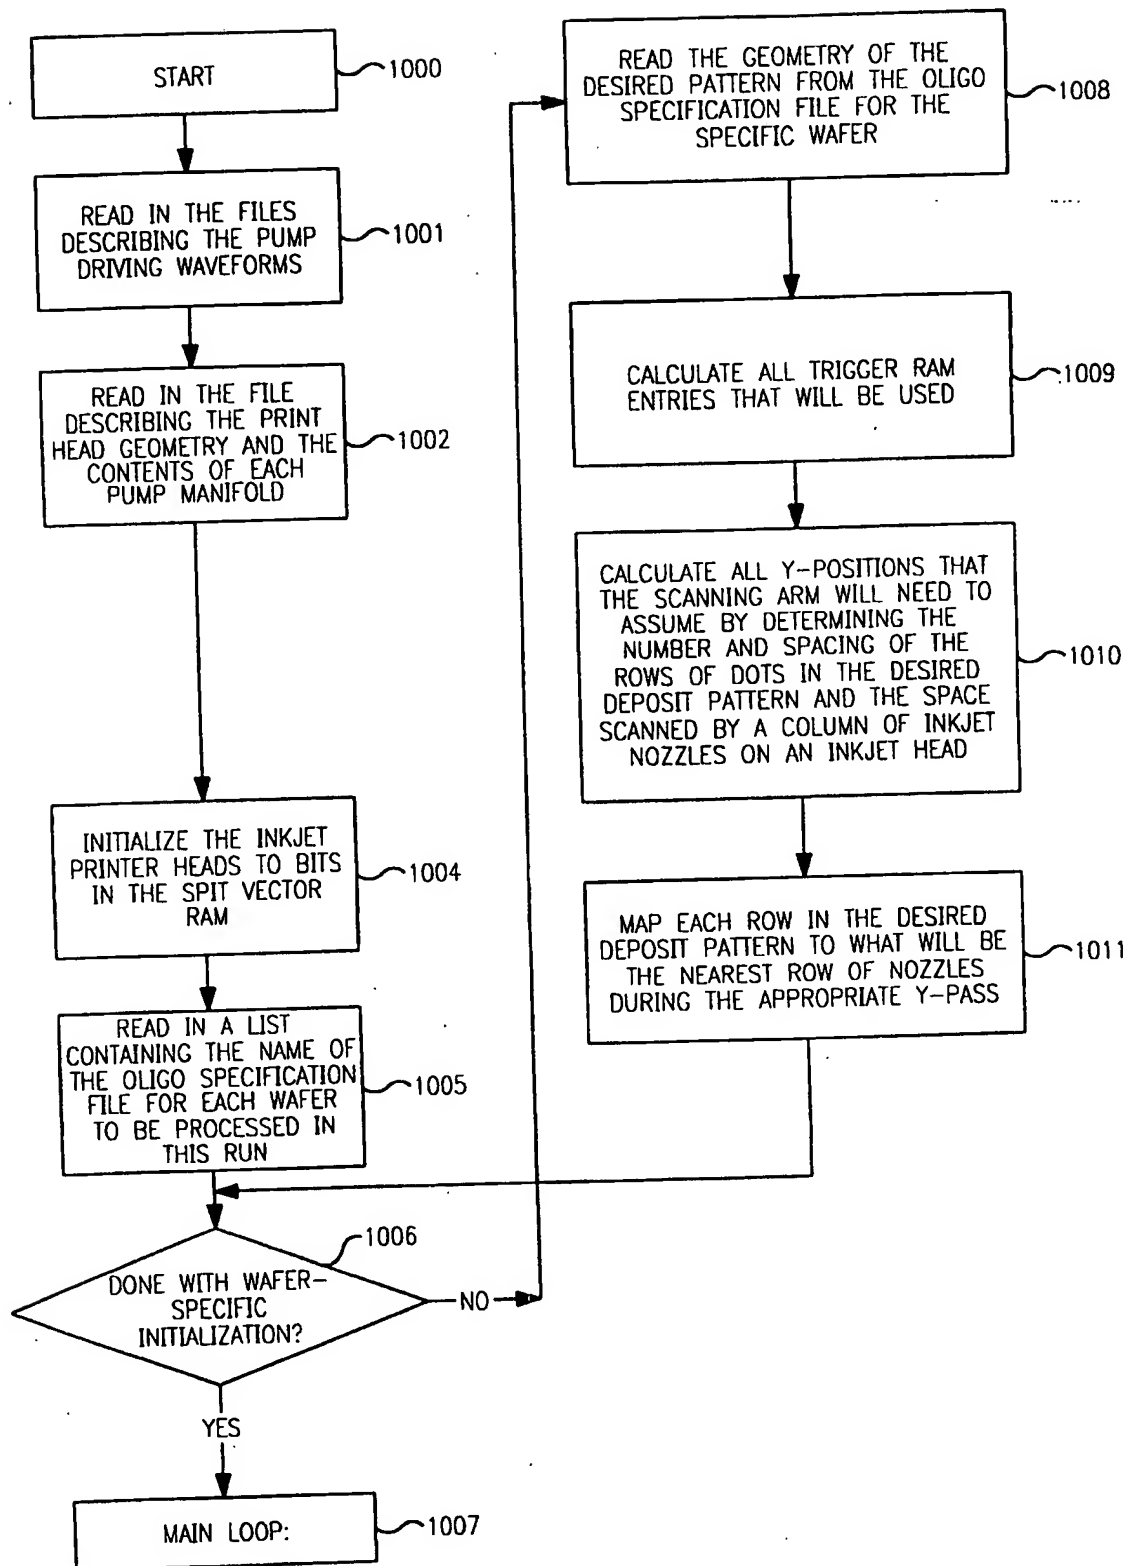 START
1000
READ IN THE FILES
DESCRIBING THE PUMP
DRIVING WAVEFORMS
1001
READ IN THE FILE
DESCRIBING THE PRINT
HEAD GEOMETRY AND THE
CONTENTS OF EACH
PUMP MANIFOLD
1002
INITIALIZE THE INKJET
PRINTER HEADS TO BITS
IN THE SPIT VECTOR
RAM
1004
READ IN A LIST
CONTAINING THE NAME OF
THE OLIGO SPECIFICATION
FILE FOR EACH WAFER
TO BE PROCESSED IN
THIS RUN
1005
DONE WITH WAFER-
SPECIFIC
INITIALIZATION?
1006
NO
YES
MAIN LOOP:
1007
READ THE GEOMETRY OF THE
DESIRED PATTERN FROM THE OLIGO
SPECIFICATION FILE FOR THE
SPECIFIC WAFER
1008
CALCULATE ALL TRIGGER RAM
ENTRIES THAT WILL BE USED
1009
CALCULATE ALL Y-POSITIONS THAT
THE SCANNING ARM WILL NEED TO
ASSUME BY DETERMINING THE
NUMBER AND SPACING OF THE
ROWS OF DOTS IN THE DESIRED
DEPOSIT PATTERN AND THE SPACE
SCANNED BY A COLUMN OF INKJET
NOZZLES ON AN INKJET HEAD
1010
MAP EACH ROW IN THE DESIRED
DEPOSIT PATTERN TO WHAT WILL BE
THE NEAREST ROW OF NOZZLES
DURING THE APPROPRIATE Y-PASS
1011